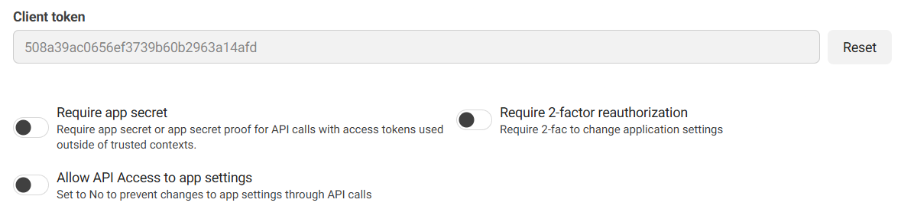 Client token
508a39ac0656ef3739b60b2963a14afd
Reset
Require app secret
Require app secret or app secret proof for API calls with access tokens used
outside of trusted contexts.
Require 2-factor reauthorization
Require 2-fac to change application settings
Allow API Access to app settings
Set to No to prevent changes to app settings through API calls